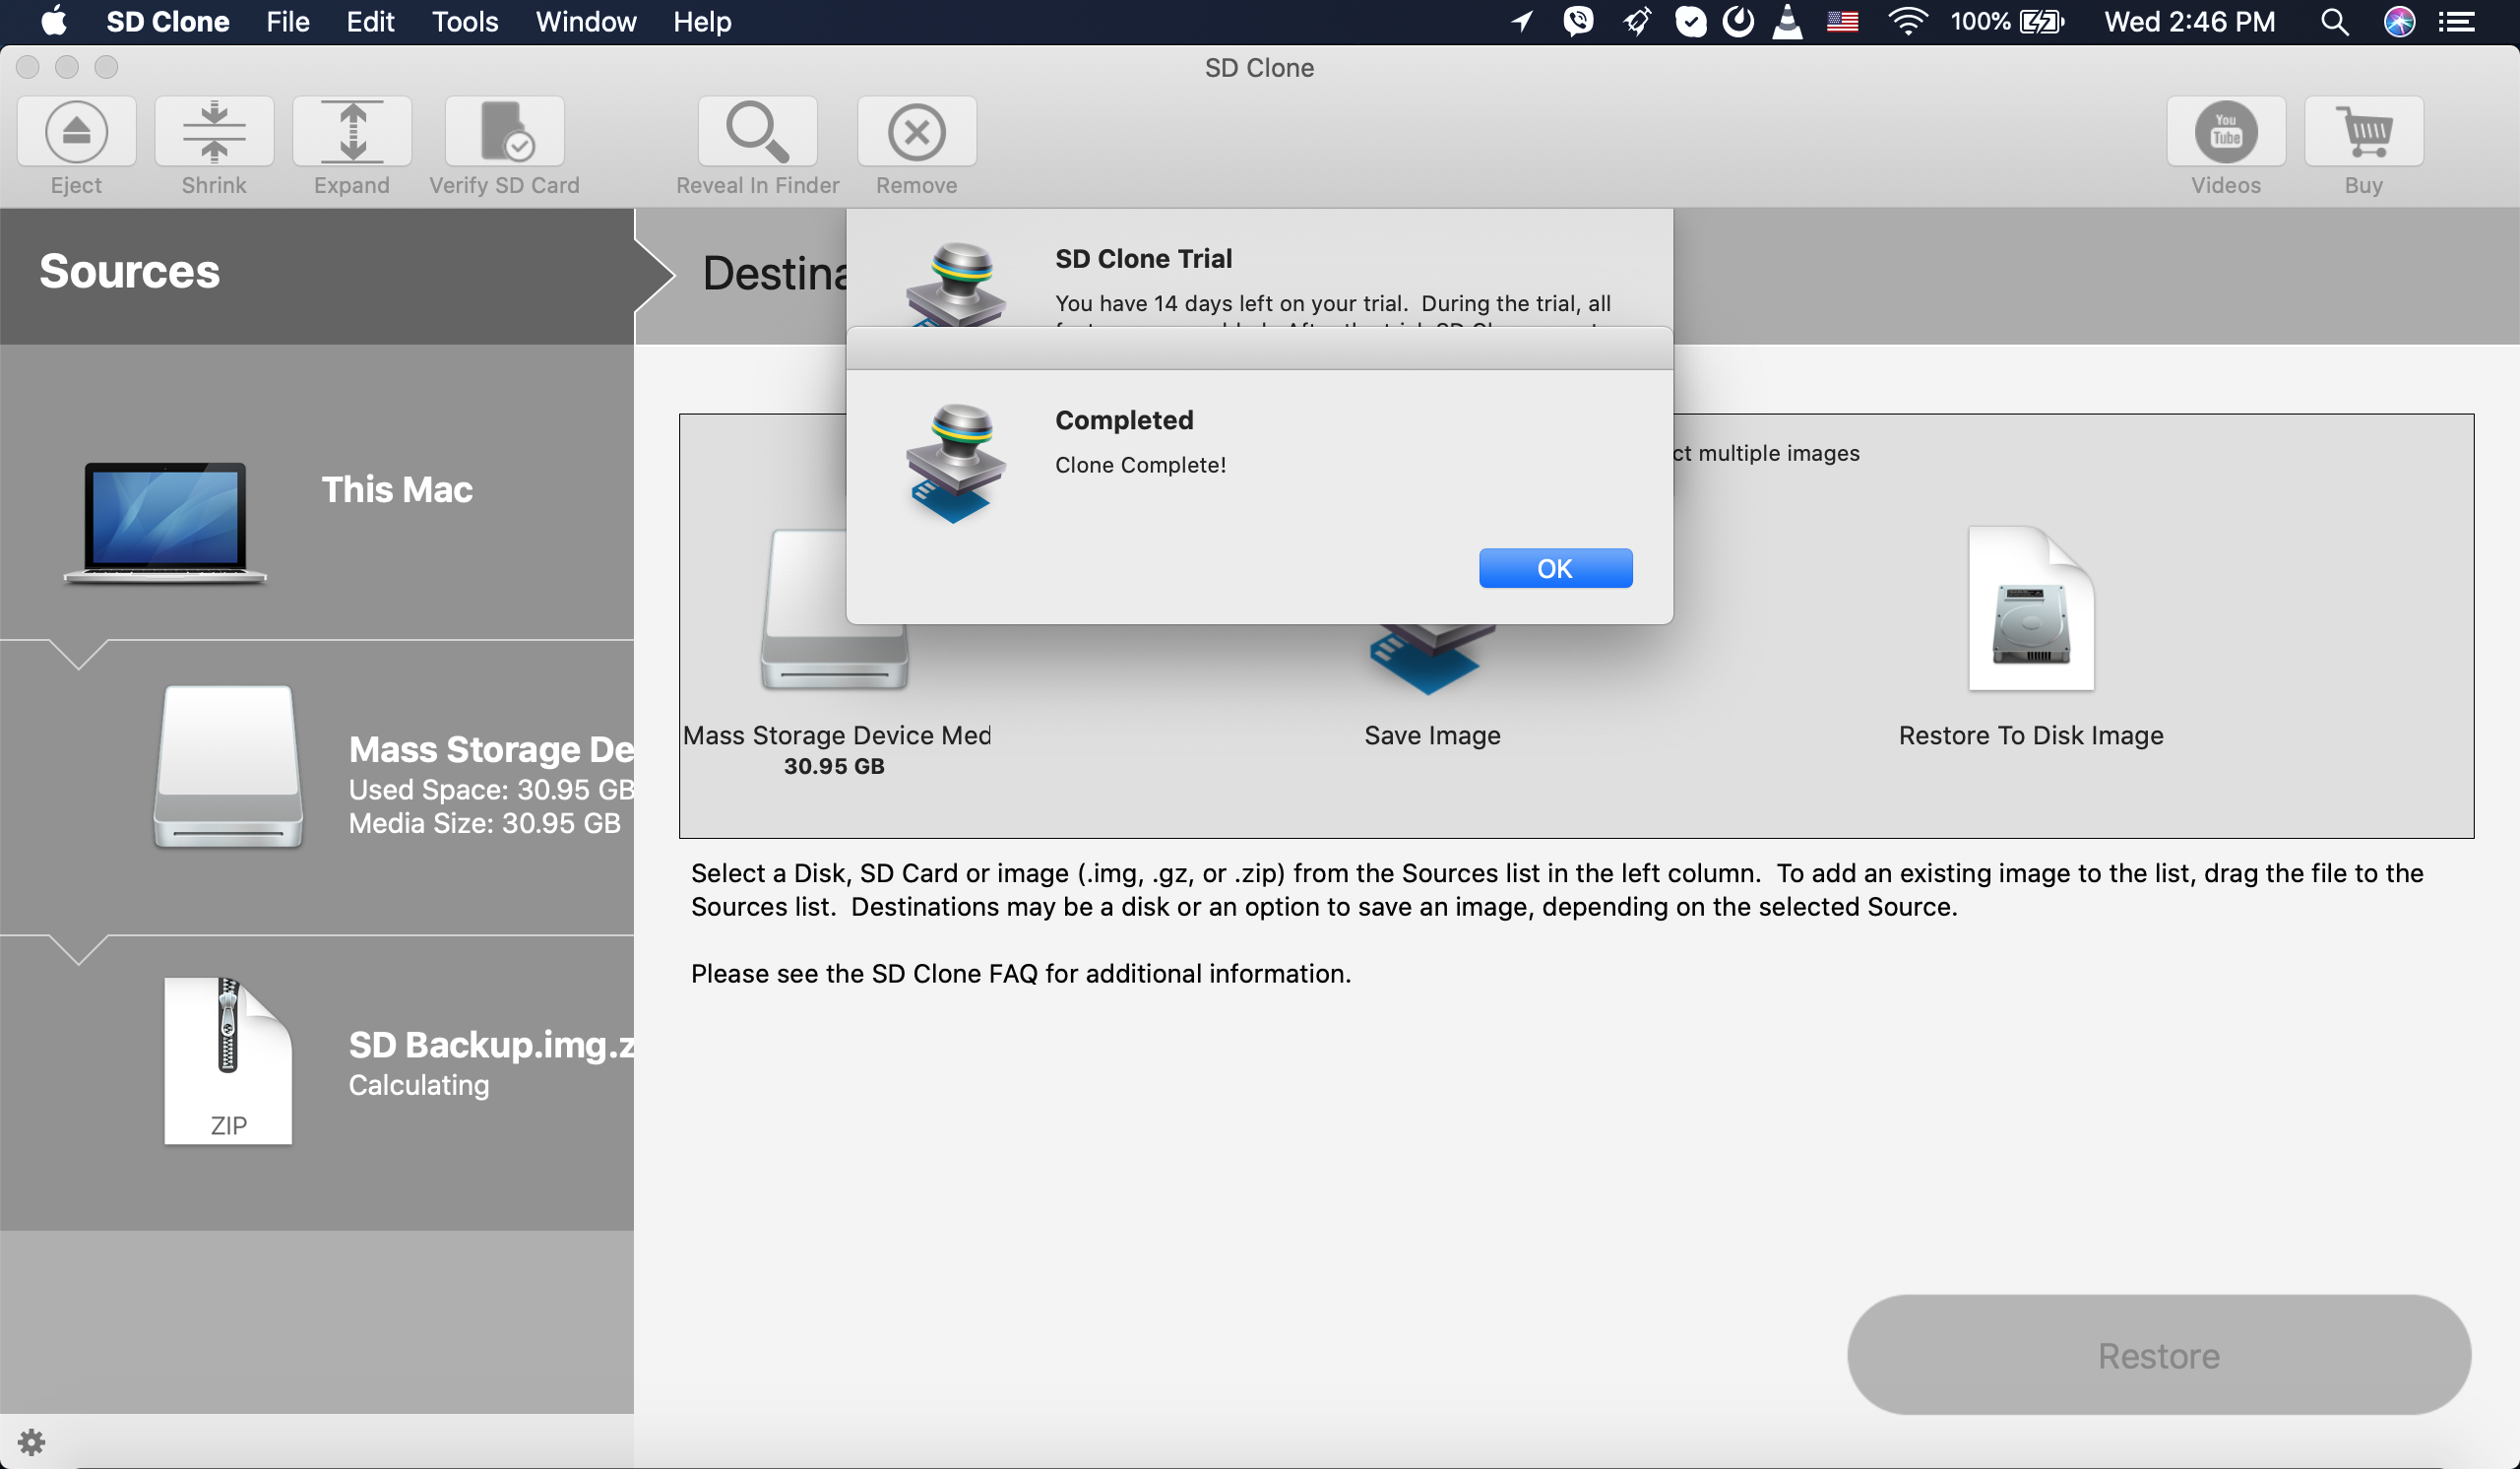 SD Clone File Edit Tools Window Help 100% Wed 2:46 PM
SD Clone
Eject Shrink Expand Verify SD Card Reveal In Finder Remove You Tube Videos Buy
Sources
Destina
SD Clone Trial
You have 14 days left on your trial. During the trial, all
Completed
Clone Complete!
OK
ct multiple images
This Mac
Mass Storage De
Used Space: 30.95 GB
Media Size: 30.95 GB
Mass Storage Device Med
30.95 GB
Save Image
Restore To Disk Image
Select a Disk, SD Card or image (.img, .gz, or .zip) from the Sources list in the left column. To add an existing image to the list, drag the file to the
Sources list. Destinations may be a disk or an option to save an image, depending on the selected Source.
Please see the SD Clone FAQ for additional information.
SD Backup.img.z
Calculating
ZIP
Restore